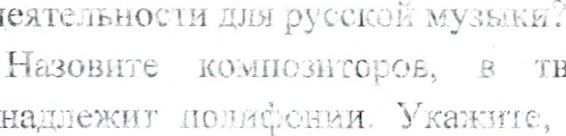 деятельности для русской музыки?
Назовите композиторов, в тв
надлежит полифонии. Укажите,